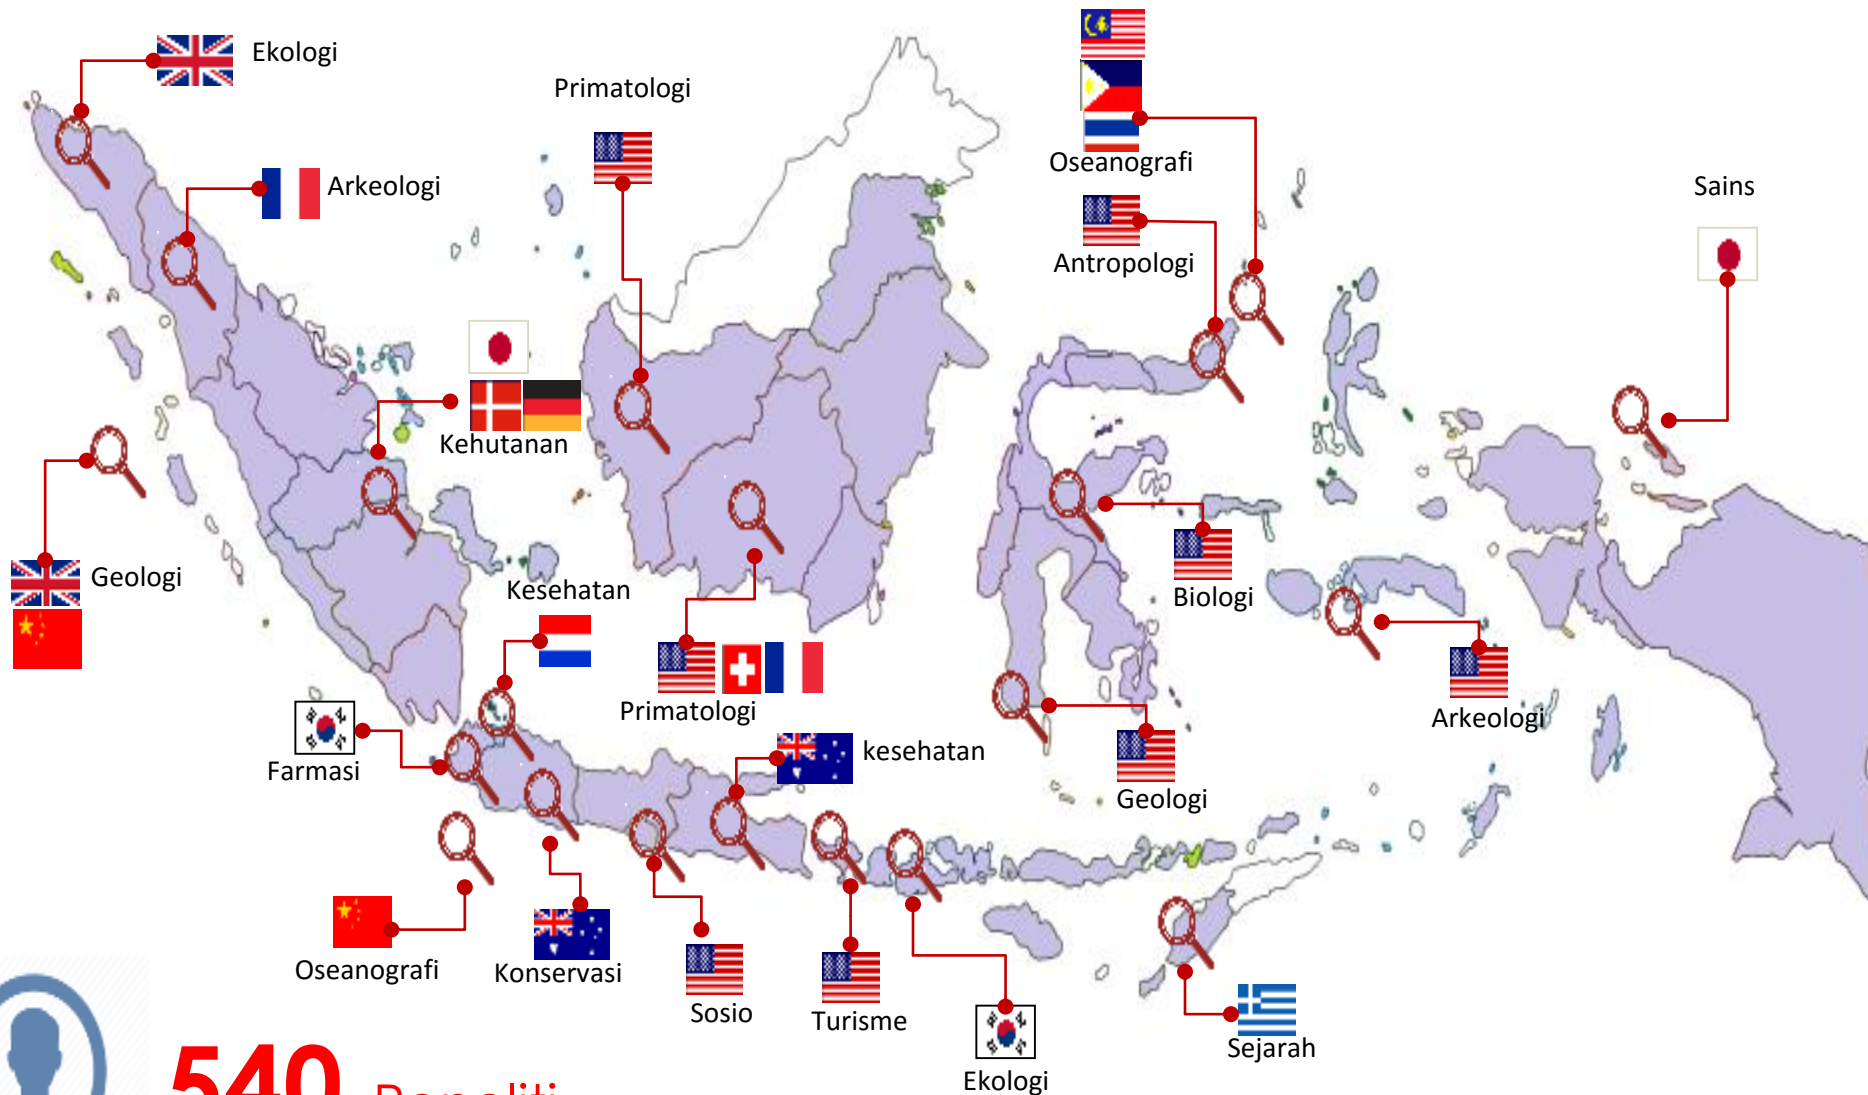 Ekologi
Primatologi
Oseanografi
Arkeologi
Sains
Antropologi
Kehutanan
Geologi
Kesehatan
Biologi
Primatologi
Arkeologi
Farmasi
kesehatan
Geologi
Oseanografi
Konservasi
Sosio
Turisme
Sejarah
Ekologi
540 Peneliti